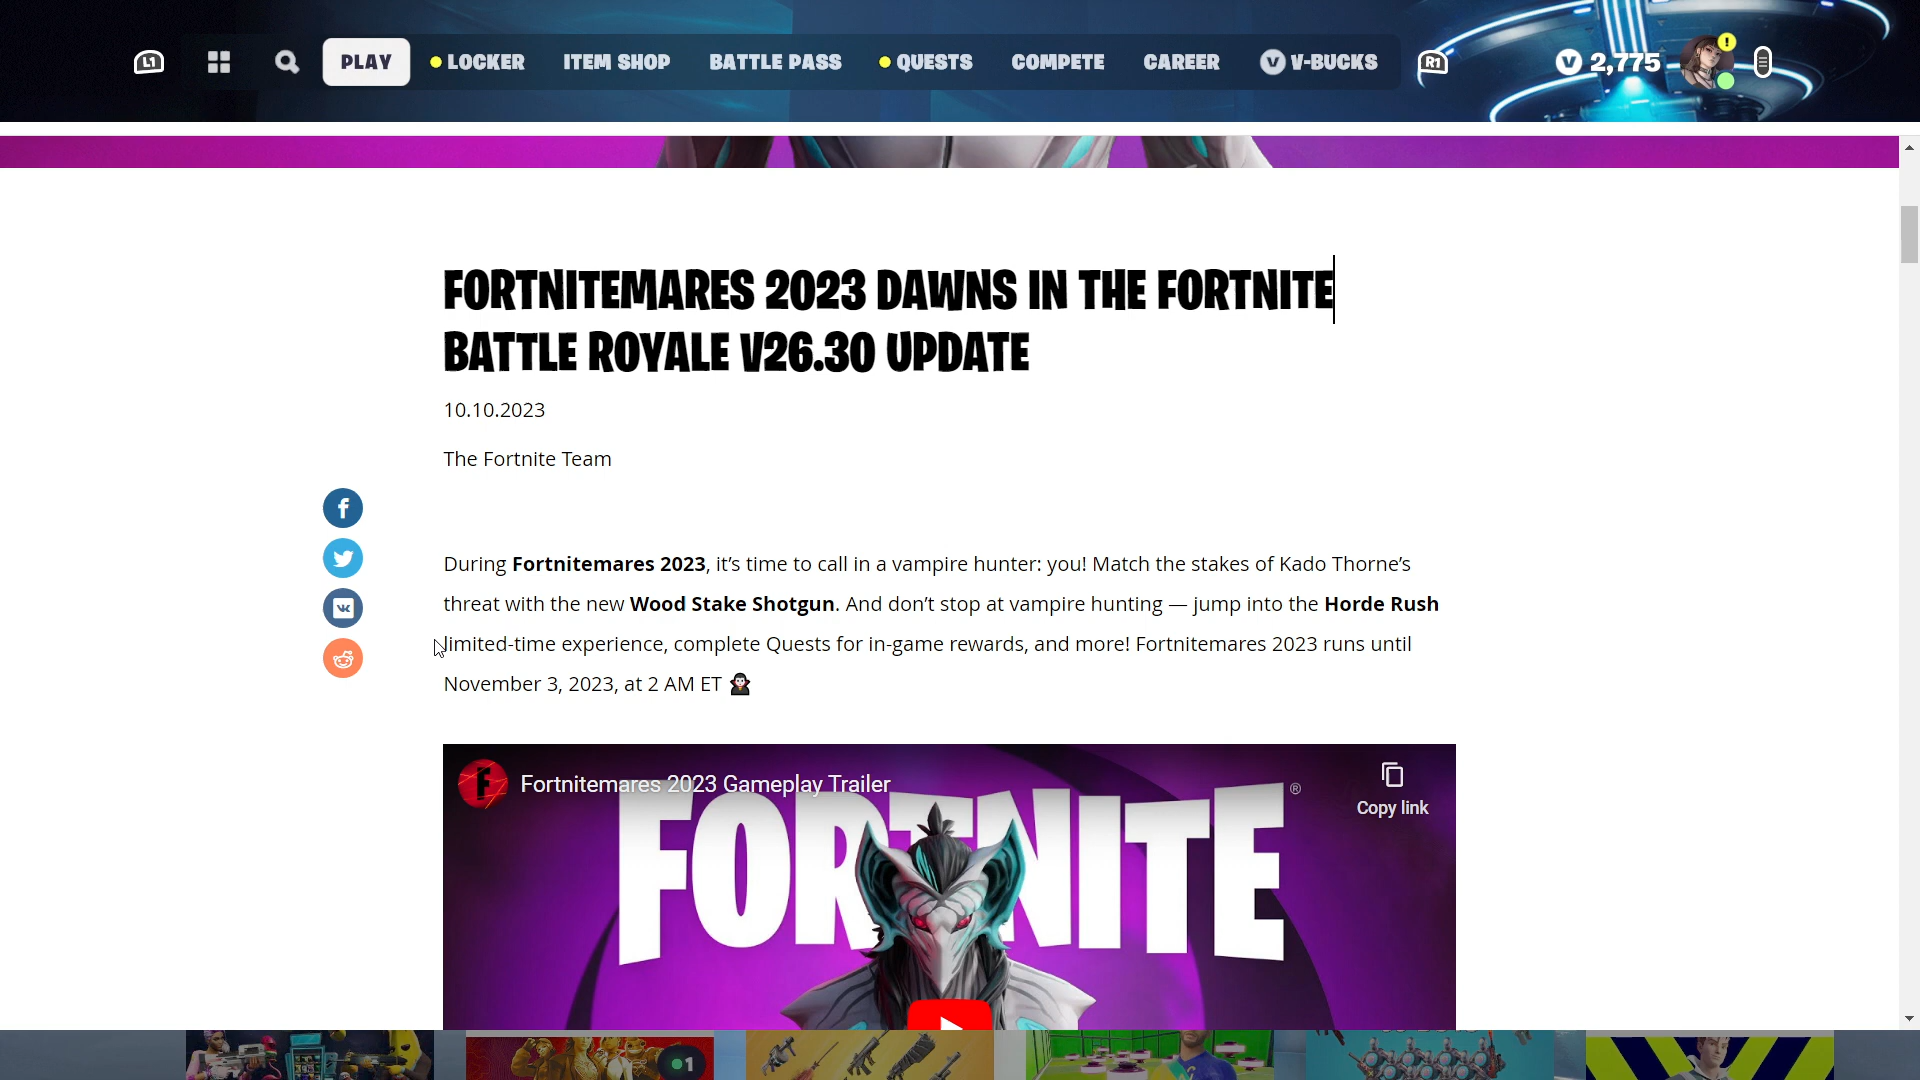 L1 PLAY LOCKER ITEM SHOP BATTLE PASS QUESTS COMPETE CAREER V-BUCKS R1 2,775
FORTNITEMARES 2023 DAWNS IN THE FORTNITE
BATTLE ROYALE V26.30 UPDATE
10.10.2023
The Fortnite Team
During Fortnitemares 2023, it’s time to call in a vampire hunter: you! Match the stakes of Kado Thorne’s
threat with the new Wood Stake Shotgun. And don’t stop at vampire hunting — jump into the Horde Rush
limited-time experience, complete Quests for in-game rewards, and more! Fortnitemares 2023 runs until
November 3, 2023, at 2 AM ET
Fortnitemares 2023 Gameplay Trailer
Copy link
FORTNITE®
1